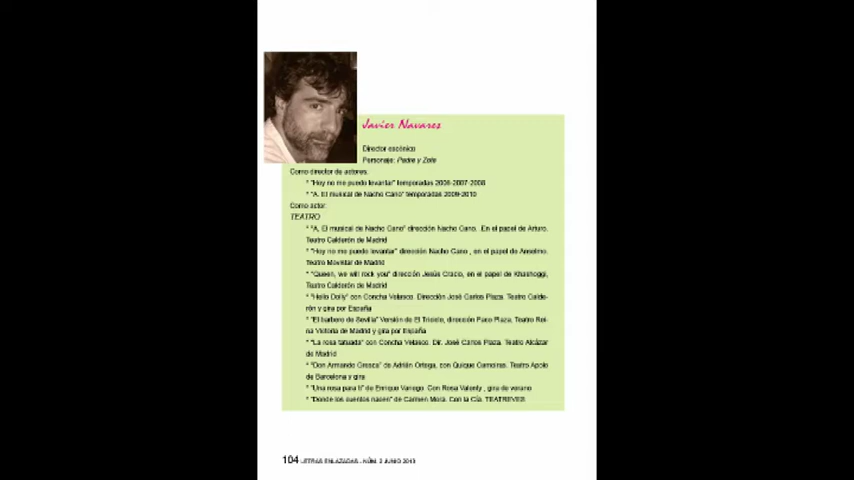 Javier Navares
Director escénico
Personaje: Padre y Zeta
Como director de actores:
* "Hoy no me puedo levantar" temporadas 2006-2007-2008
* "A. El musical de Nacho Cano" temporadas 2009-2010
Como actor:
TEATRO
* "A. El musical de Nacho Cano" dirección Nacho Cano. .En el papel de Arturo.
Teatro Calderón de Madrid
* "Hoy no me puedo levantar" dirección Nacho Cano , en el papel de Anselmo.
Teatro Movistar de Madrid
* "Queen, we will rock you" dirección Jesús Cracio, en el papel de Khashoggi,
Teatro Calderón de Madrid
* "Hello Dolly" con Concha Velasco. Dirección José Carlos Plaza. Teatro Calde-
rón y gira por España
* "El barbero de Sevilla" Versión de El Tricicle, dirección Paco Plaza. Teatro Rei-
na Victoria de Madrid y gira por España
* "La rosa tatuada" con Concha Velasco. Dir. José Carlos Plaza. Teatro Alcázar
de Madrid
* "Don Armando Gresca" de Adrián Ortega, con Quique Camoiras. Teatro Apolo
de Barcelona y gira
* "Una rosa para ti" de Enrique Variego. Con Rosa Valenty , gira de verano
* "Donde los cuentos nacen" de Carmen Mora. Con la Cía. TEATREVES
104 LETRAS ENLAZADAS - NÚM. 2 JUNIO 2013